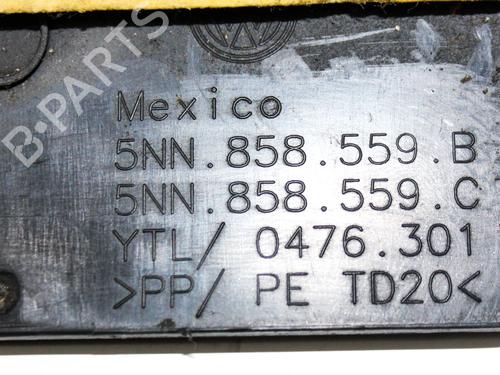 Mexico
5NN.858.559.B
5NN.858.559.C
YTL/ 0476.301
>PP/ PE TD20<
B-PARTS